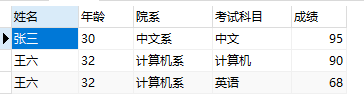 姓名 年龄 院系 考试科目 成绩
张三 30 中文系 中文 95
王六 32 计算机系 计算机 90
王六 32 计算机系 英语 68